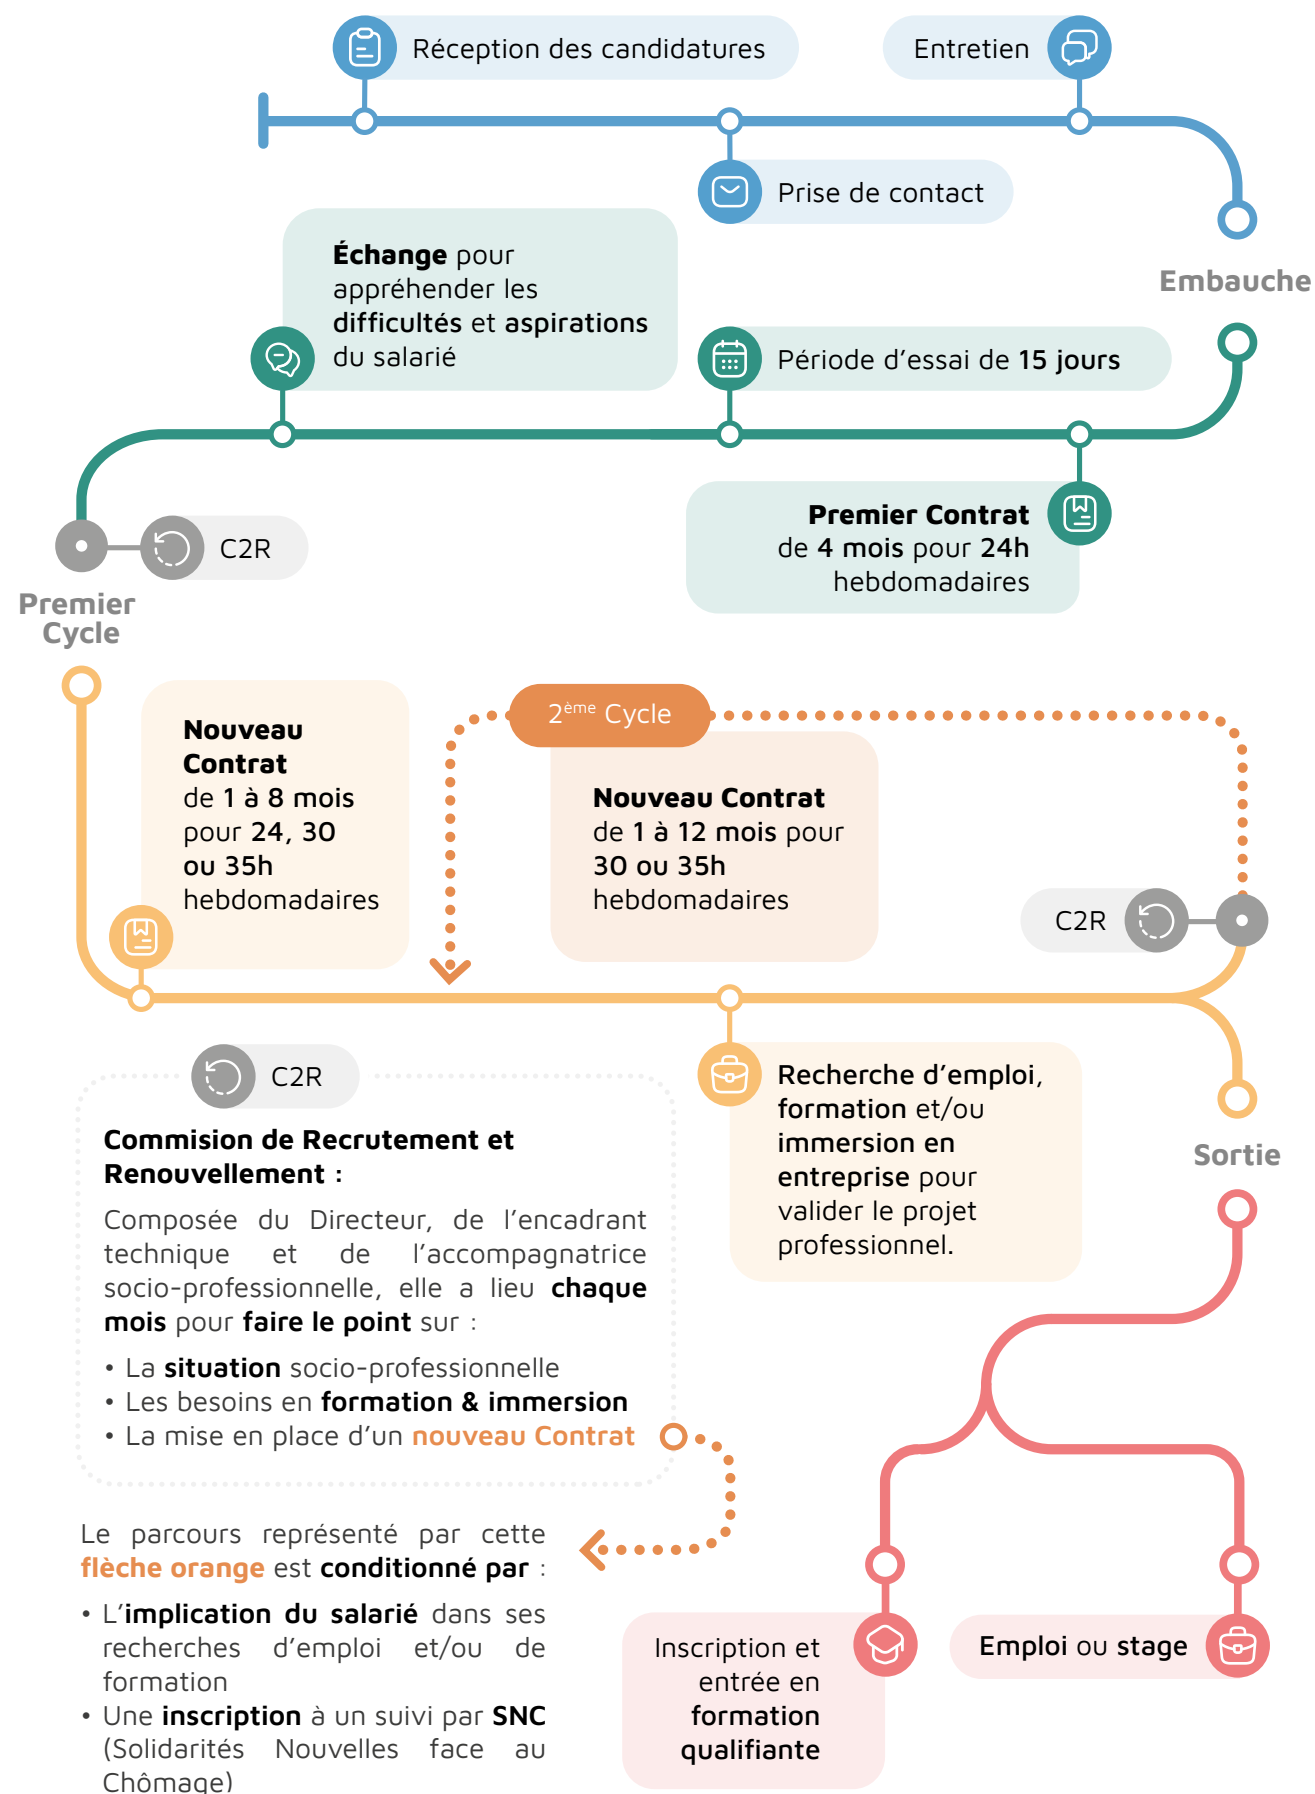 Réception des candidatures
Entretien
Prise de contact
Embauche
Échange pour
appréhender les
difficultés et aspirations
du salarié
Période d’essai de 15 jours
Premier Contrat
de 4 mois pour 24h
hebdomadaires
C2R
Premier
Cycle
Nouveau
Contrat
de 1 à 8 mois
pour 24, 30
ou 35h
hebdomadaires
2ème Cycle
Nouveau Contrat
de 1 à 12 mois pour
30 ou 35h
hebdomadaires
C2R
C2R
Commision de Recrutement et
Renouvellement :
Composée du Directeur, de l’encadrant
technique et de l’accompagnatrice
socio-professionnelle, elle a lieu chaque
mois pour faire le point sur :
• La situation socio-professionnelle
• Les besoins en formation & immersion
• La mise en place d’un nouveau Contrat
Recherche d’emploi,
formation et/ou
immersion en
entreprise pour
valider le projet
professionnel.
Sortie
Le parcours représenté par cette
flèche orange est conditionné par :
• L’implication du salarié dans ses
recherches d’emploi et/ou de
formation
• Une inscription à un suivi par SNC
(Solidarités Nouvelles face au
Chômage)
Inscription et
entrée en
formation
qualifiante
Emploi ou stage